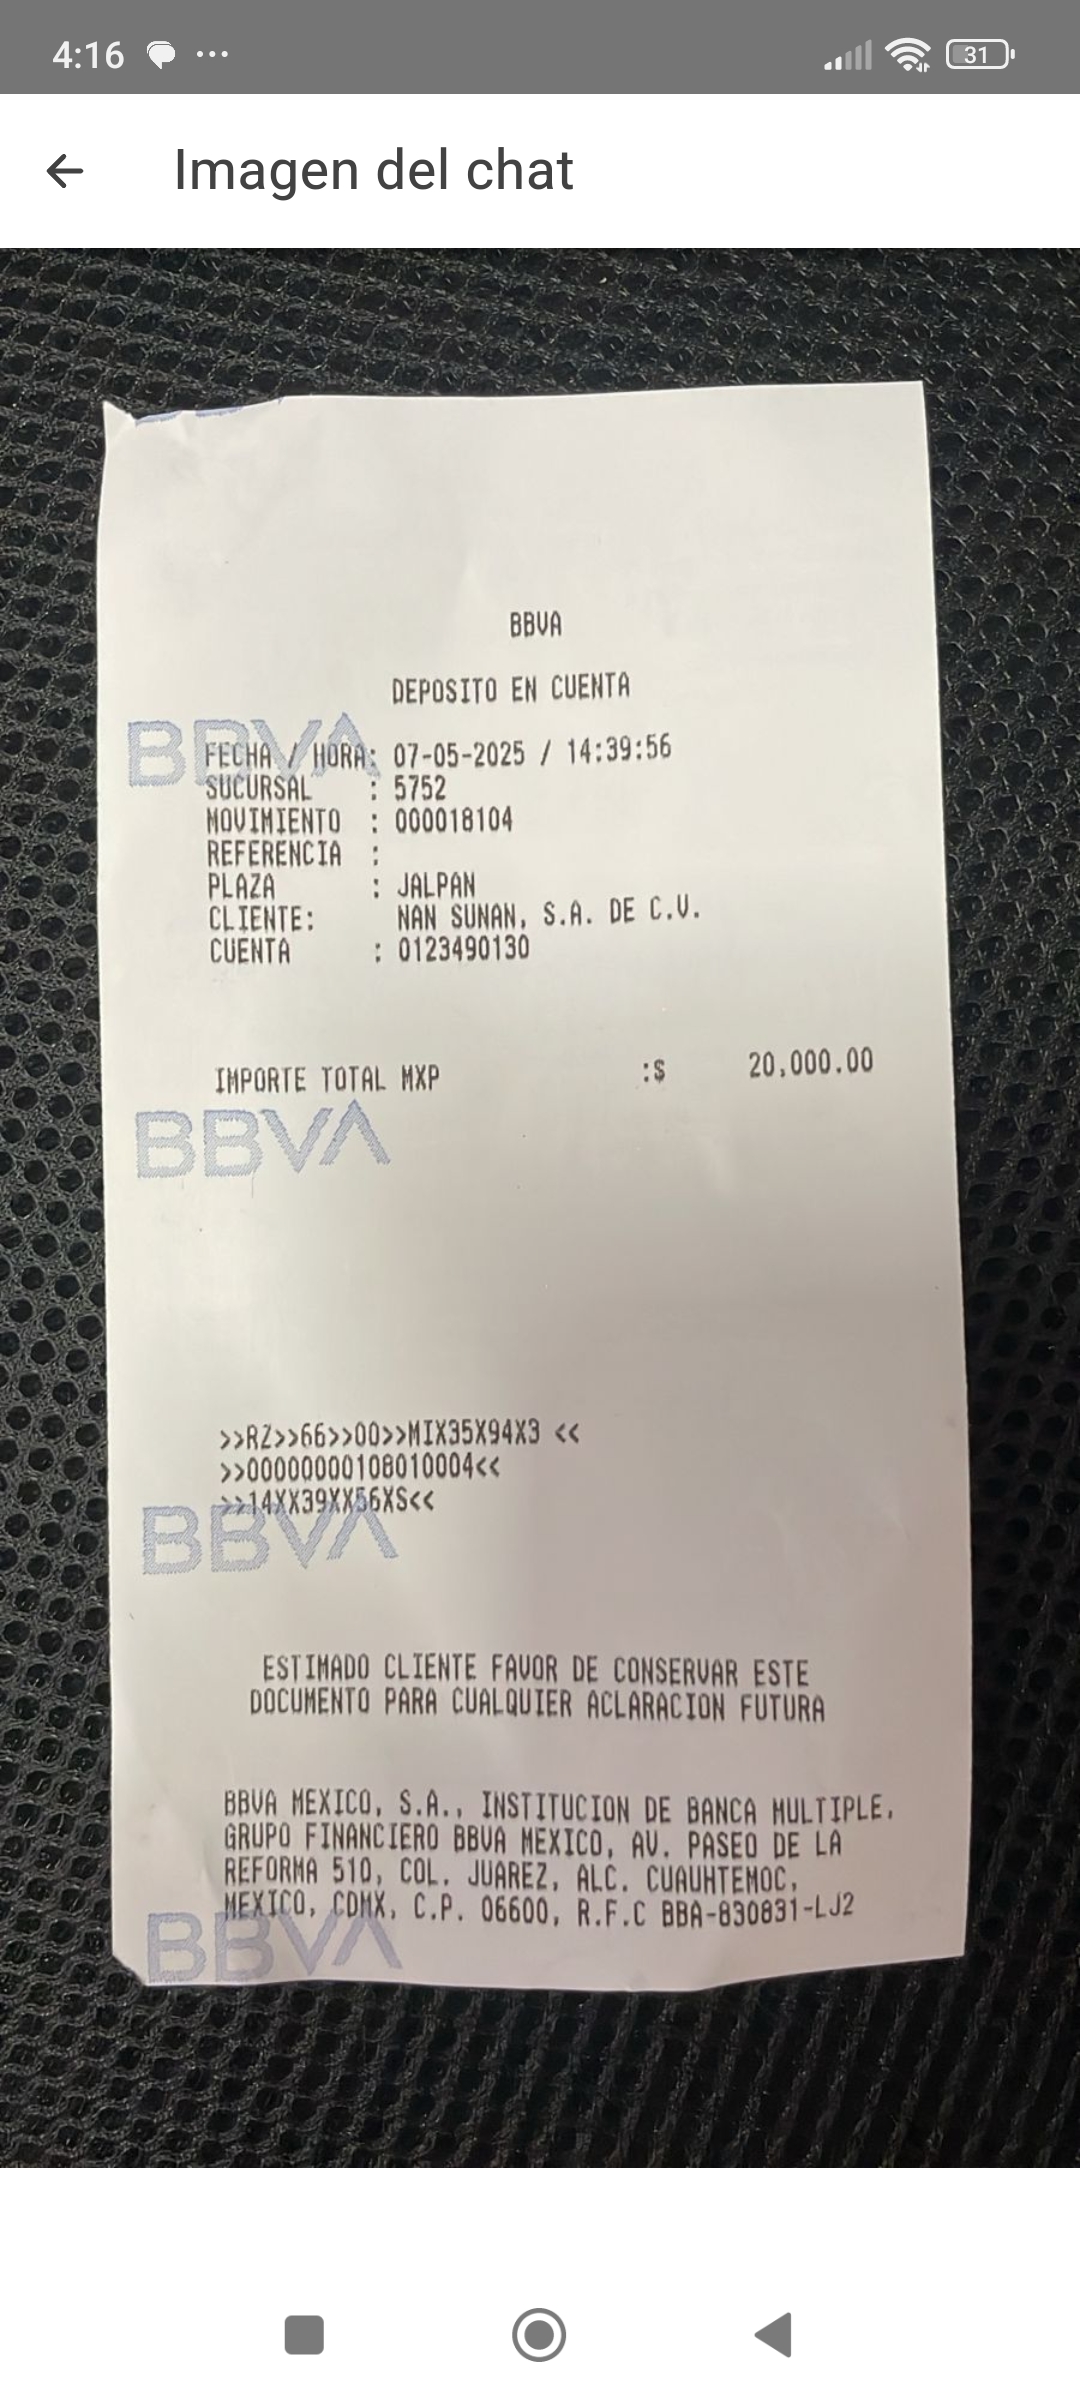 4:16 ... 31
Imagen del chat
BBVA
DEPOSITO EN CUENTA
BBVA
FECHA / HORA: 07-05-2025 / 14:39:56
SUCURSAL : 5752
MOVIMIENTO : 000018104
REFERENCIA :
PLAZA : JALPAN
CLIENTE: NAN SUNAN, S.A. DE C.V.
CUENTA : 0123490130
IMPORTE TOTAL MXP :$ 20,000.00
BBVA
>>RZ>>66>>00>>MIX35X94X3 <<
>>00000000108010004<<
>>14XX39XX56XS<<
BBVA
ESTIMADO CLIENTE FAVOR DE CONSERVAR ESTE
DOCUMENTO PARA CUALQUIER ACLARACION FUTURA
BBVA MEXICO, S.A., INSTITUCION DE BANCA MULTIPLE,
GRUPO FINANCIERO BBVA MEXICO, AV. PASEO DE LA
REFORMA 510, COL. JUAREZ, ALC. CUAUHTEMOC,
MEXICO, CDMX, C.P. 06600, R.F.C BBA-830831-LJ2
BBVA